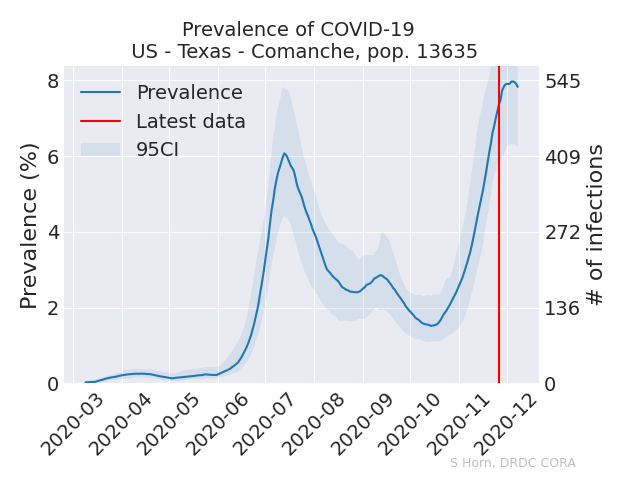 Prevalence of COVID-19
US - Texas - Comanche, pop. 13635
Prevalence
Latest data
95CI
Prevalence (%)
8
6
4
2
0
545
409
272
136
0
# of infections
2020-03
2020-04
2020-05
2020-06
2020-07
2020-08
2020-09
2020-10
2020-11
2020-12
S Horn, DRDC CORA